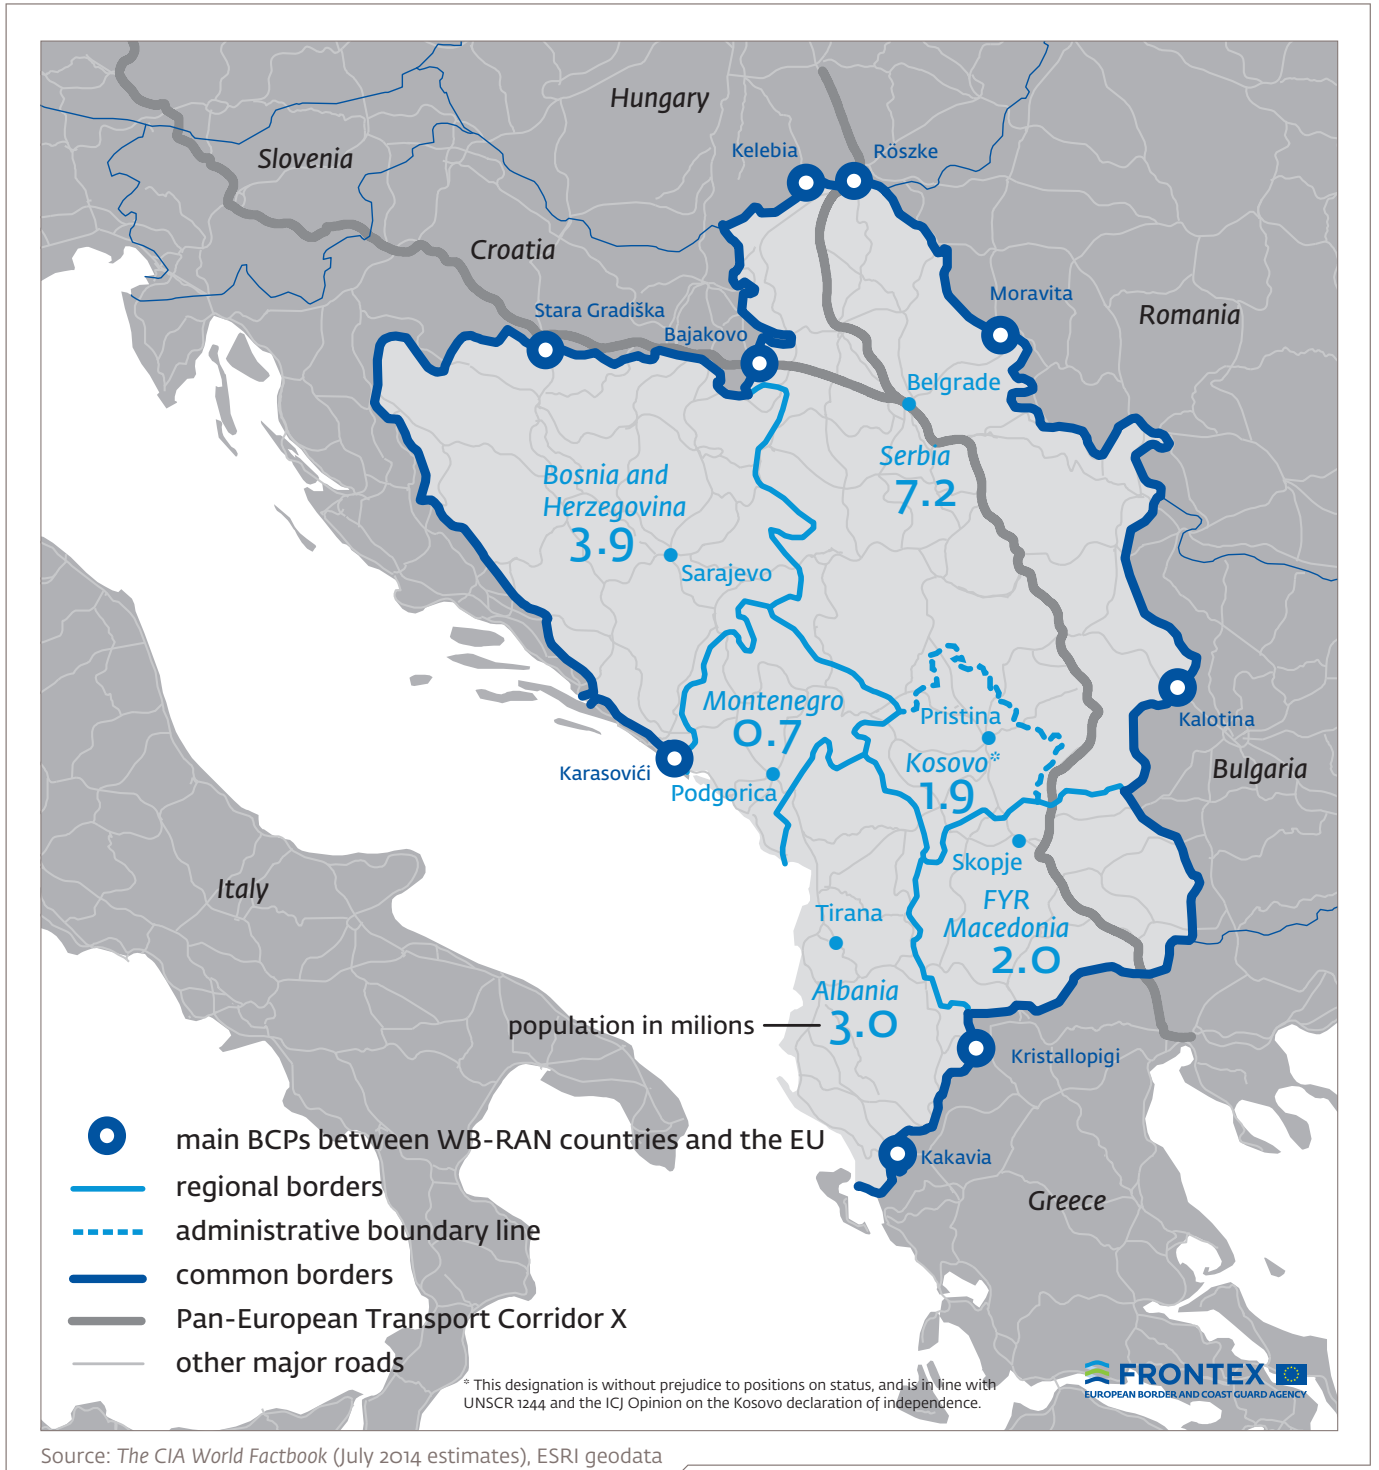 Hungary
Kelebia
Röszke
Slovenia
Croatia
Moravita
Stara Gradiška
Romania
Bajakovo
Belgrade
Serbia
7.2
Bosnia and
Herzegovina
3.9
Sarajevo
Montenegro
0.7
Pristina
Kalotina
Kosovo*
1.9
Karasovići
Podgorica
Bulgaria
Skopje
Italy
FYR
Macedonia
2.0
Tirana
Albania
3.0
population in milions
Kristallopigi
main BCPs between WB-RAN countries and the EU
Kakavia
regional borders
Greece
administrative boundary line
common borders
Pan-European Transport Corridor X
other major roads
* This designation is without prejudice to positions on status, and is in line with
UNSCR 1244 and the ICJ Opinion on the Kosovo declaration of independence.
FRONTEX
EUROPEAN BORDER AND COAST GUARD AGENCY
Source: The CIA World Factbook (July 2014 estimates), ESRI geodata